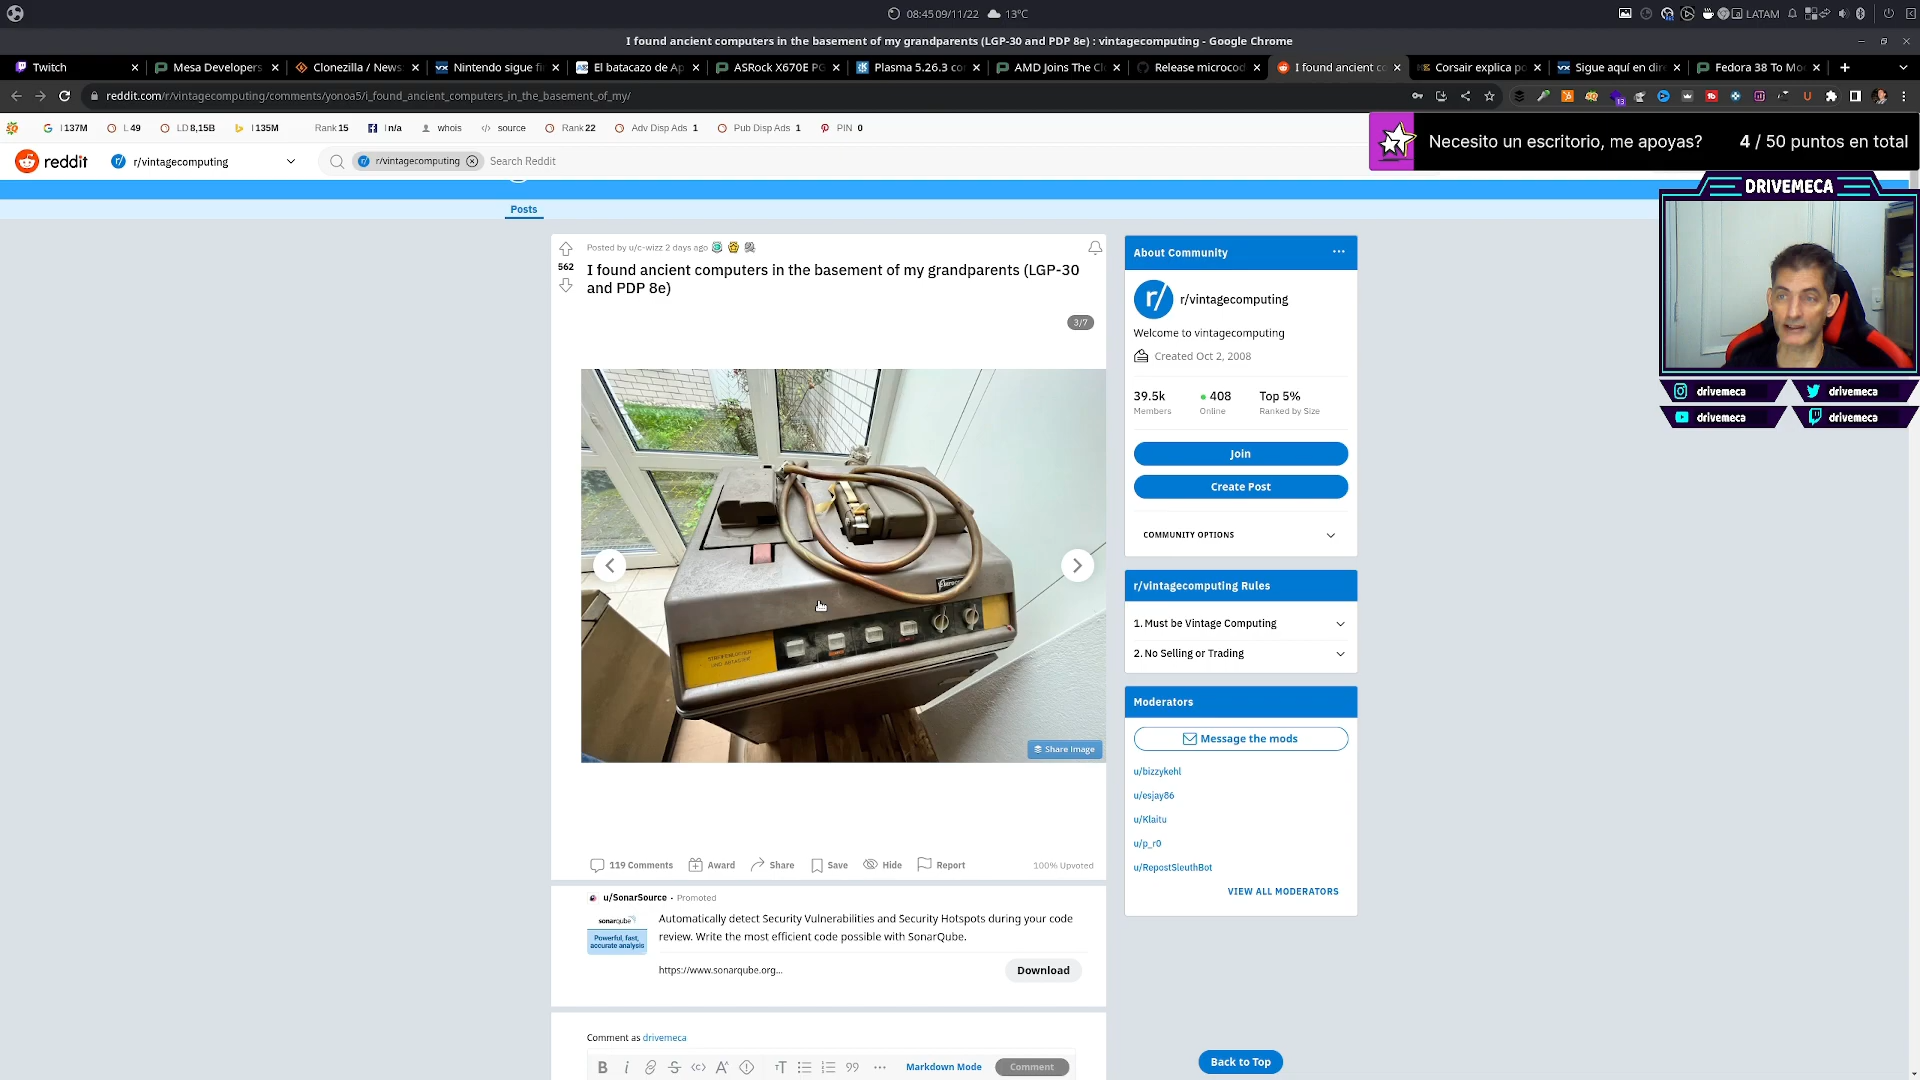 08:45 09/11/22 13°C
LATAM
I found ancient computers in the basement of my grandparents (LGP-30 and PDP 8e) : vintagecomputing - Google Chrome
Twitch
Mesa Developers
Clonezilla / News
Nintendo sigue fi
El batacazo de Ap
ASRock X670E PG
Plasma 5.26.3 co
AMD Joins The Cl
Release microcod
I found ancient co
Corsair explica po
Sigue aquí en dir
Fedora 38 To Mo
reddit.com/r/vintagecomputing/comments/yonoa5/i_found_ancient_computers_in_the_basement_of_my/
13
I 137M
L 49
LD 8,15B
I 135M
Rank 15
I n/a
whois
source
Rank 22
Adv Disp Ads 1
Pub Disp Ads 1
PIN 0
Necesito un escritorio, me apoyas? 4 / 50 puntos en total
reddit
r/vintagecomputing
r/vintagecomputing
Search Reddit
DRIVEMECA
Posts
Posted by u/c-wizz 2 days ago
562
I found ancient computers in the basement of my grandparents (LGP-30
and PDP 8e)
3/7
Share Image
119 Comments
Award
Share
Save
Hide
Report
100% Upvoted
u/SonarSource · Promoted
sonarqube
Powerful, fast,
accurate analysis
Automatically detect Security Vulnerabilities and Security Hotspots during your code
review. Write the most efficient code possible with SonarQube.
https://www.sonarqube.org...
Download
Comment as drivemeca
Markdown Mode
Comment
About Community
r/
r/vintagecomputing
Welcome to vintagecomputing
Created Oct 2, 2008
39.5k
Members
408
Online
Top 5%
Ranked by Size
Join
Create Post
COMMUNITY OPTIONS
r/vintagecomputing Rules
1. Must be Vintage Computing
2. No Selling or Trading
Moderators
Message the mods
u/bizzykehl
u/esjay86
u/Klaitu
u/p_r0
u/RepostSleuthBot
VIEW ALL MODERATORS
Back to Top
drivemeca
drivemeca
drivemeca
drivemeca